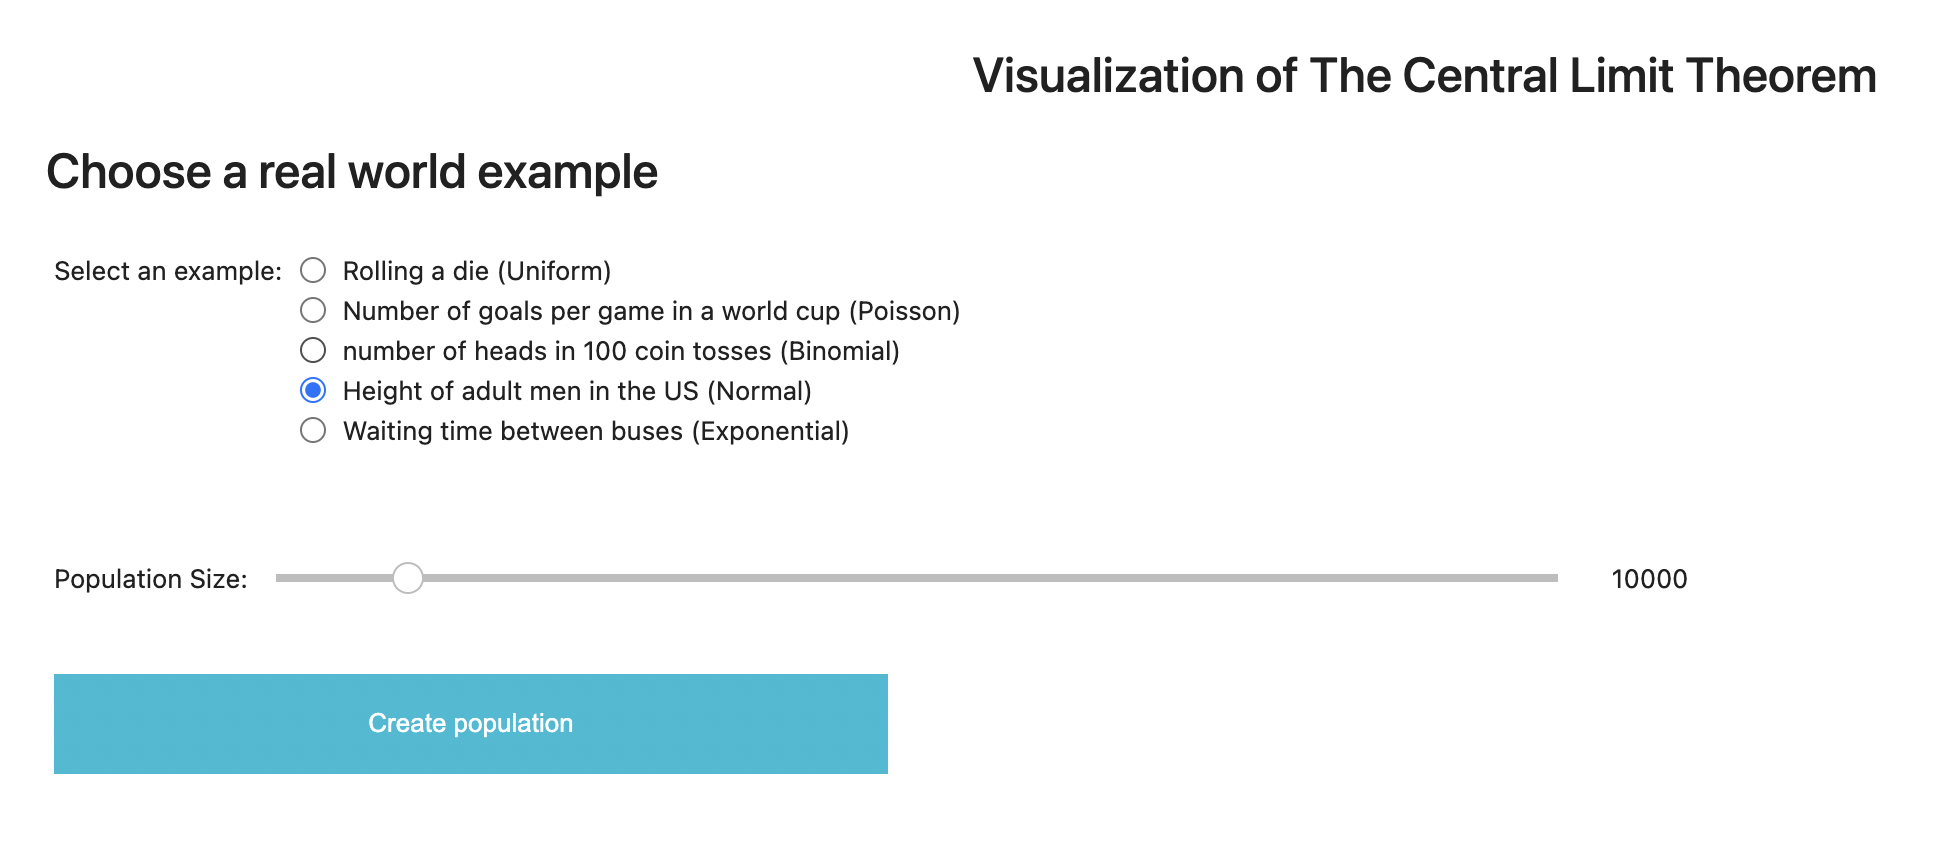 Visualization of The Central Limit Theorem
Choose a real world example
Select an example:
Rolling a die (Uniform)
Number of goals per game in a world cup (Poisson)
number of heads in 100 coin tosses (Binomial)
Height of adult men in the US (Normal)
Waiting time between buses (Exponential)
Population Size:
10000
Create population